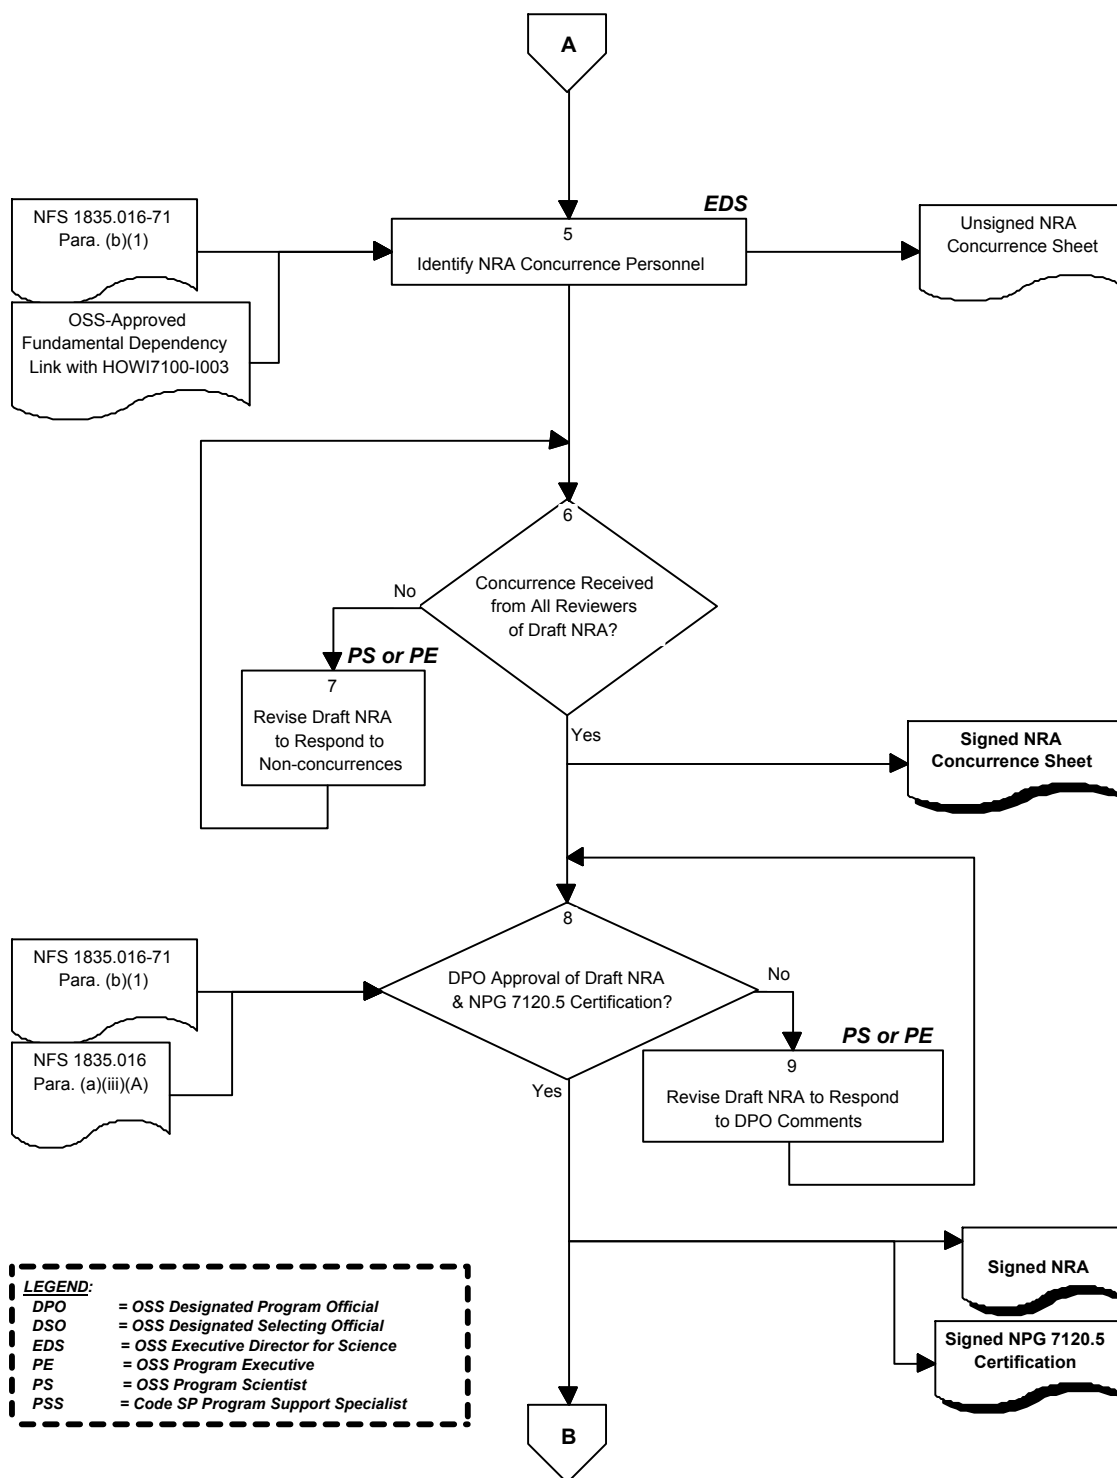 A
EDS
NFS 1835.016-71
Para. (b)(1)
5
Identify NRA Concurrence Personnel
Unsigned NRA
Concurrence Sheet
OSS-Approved
Fundamental Dependency
Link with HOWI7100-I003
6
Concurrence Received
from All Reviewers
of Draft NRA?
No
PS or PE
7
Revise Draft NRA
to Respond to
Non-concurrences
Yes
Signed NRA
Concurrence Sheet
8
DPO Approval of Draft NRA
& NPG 7120.5 Certification?
NFS 1835.016-71
Para. (b)(1)
No
NFS 1835.016
Para. (a)(iii)(A)
PS or PE
9
Revise Draft NRA to Respond
to DPO Comments
Yes
Signed NRA
Signed NPG 7120.5
Certification
LEGEND:
DPO = OSS Designated Program Official
DSO = OSS Designated Selecting Official
EDS = OSS Executive Director for Science
PE = OSS Program Executive
PS = OSS Program Scientist
PSS = Code SP Program Support Specialist
B